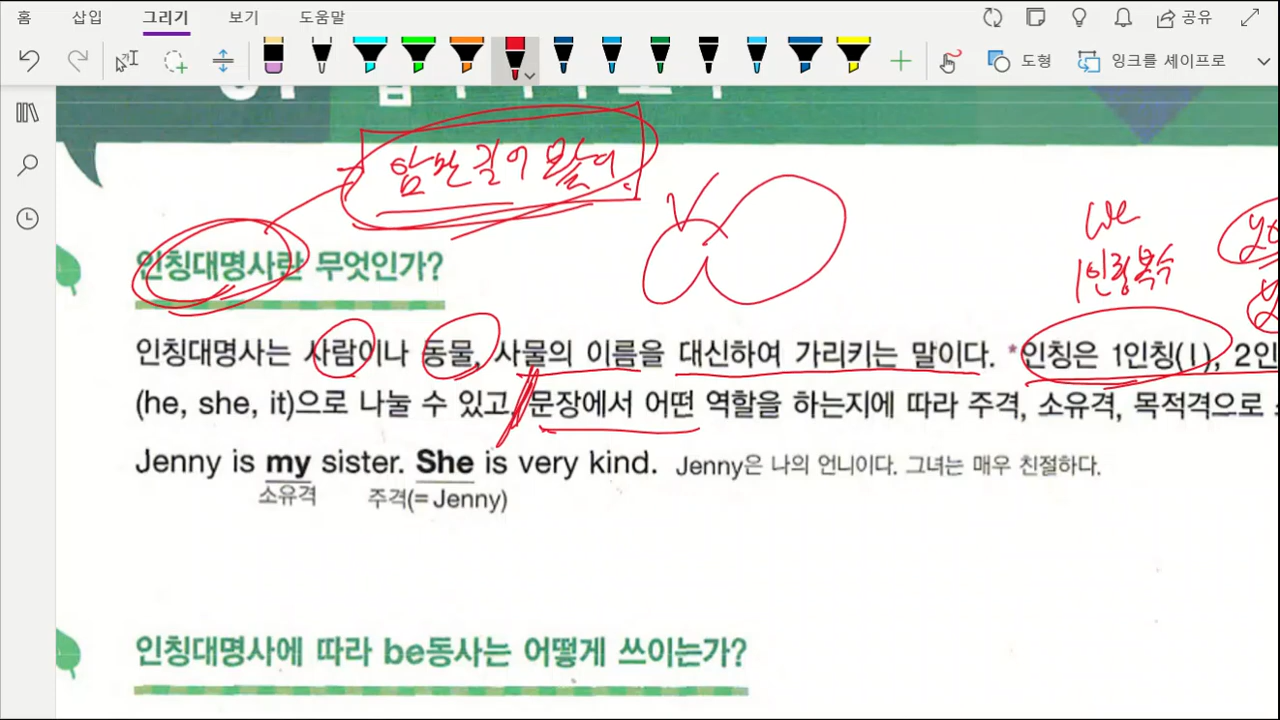 홈 삽입 그리기 보기 도움말 공유
도형 잉크를 셰이프로
we
1인칭복수
인칭대명사란 무엇인가?
인칭대명사는 사람이나 동물, 사물의 이름을 대신하여 가리키는 말이다. *인칭은 1인칭(I), 2인
(he, she, it)으로 나눌 수 있고, 문장에서 어떤 역할을 하는지에 따라 주격, 소유격, 목적격으로
Jenny is my sister. She is very kind. Jenny은 나의 언니이다. 그녀는 매우 친절하다.
소유격 주격(=Jenny)
인칭대명사에 따라 be동사는 어떻게 쓰이는가?